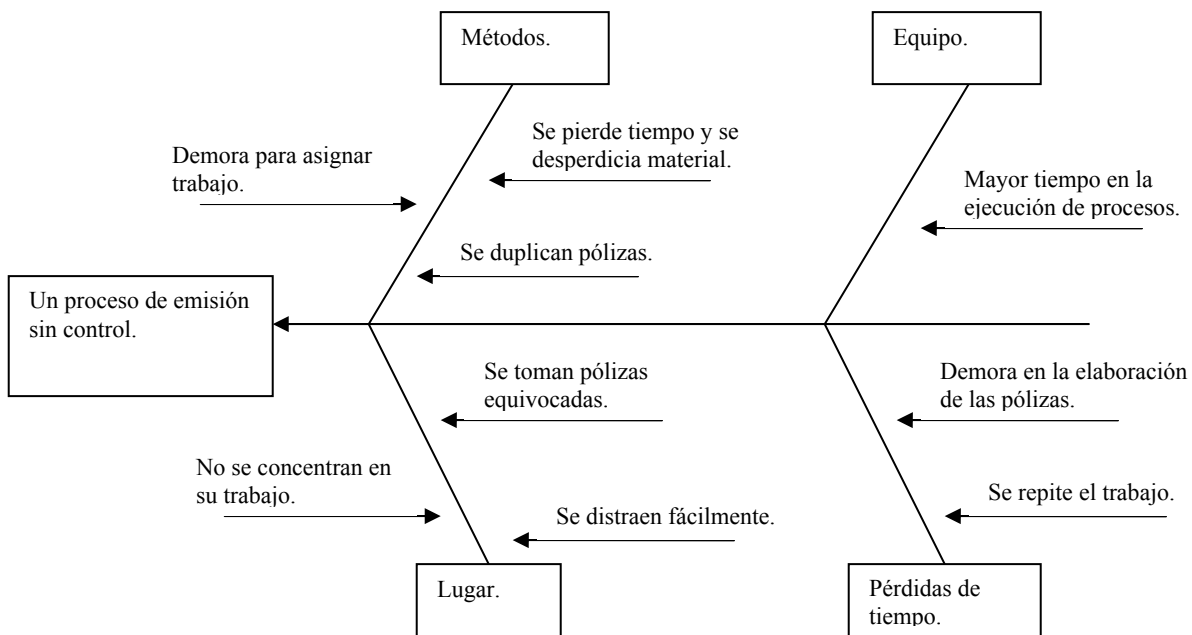 Métodos.
Equipo.
Se pierde tiempo y se
desperdicia material.
Demora para asignar
trabajo.
Mayor tiempo en la
ejecución de procesos.
Se duplican pólizas.
Un proceso de emisión
sin control.
Se toman pólizas
equivocadas.
Demora en la elaboración
de las pólizas.
No se concentran en
su trabajo.
Se repite el trabajo.
Se distraen fácilmente.
Lugar.
Pérdidas de
tiempo.